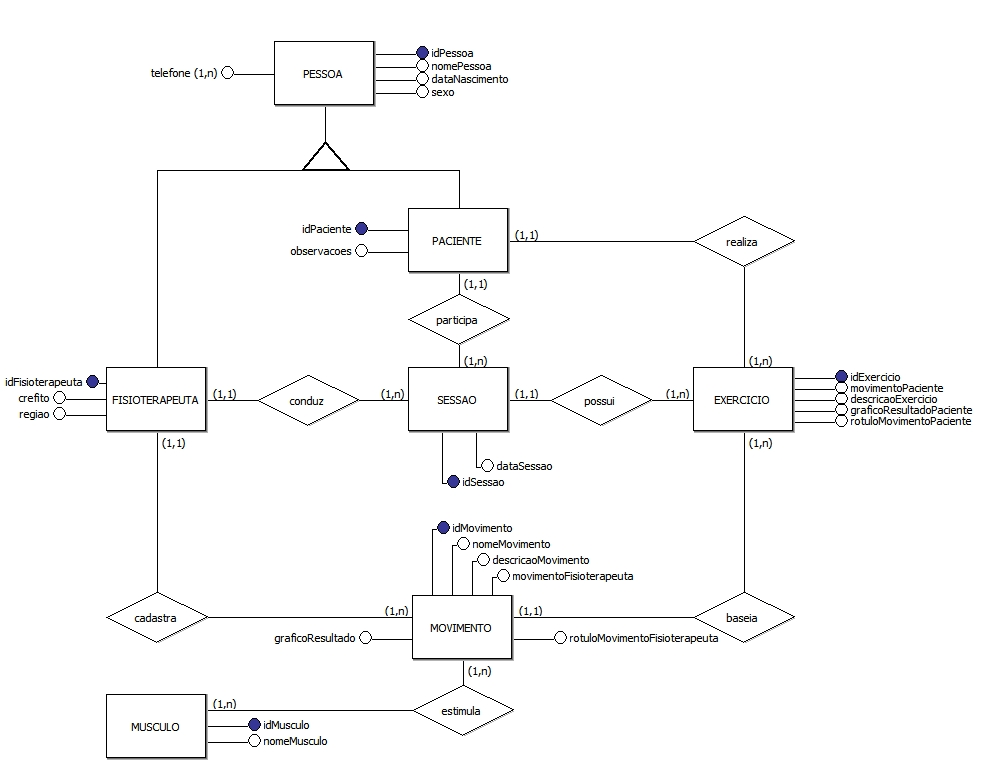 telefone (1,n)
PESSOA
idPessoa
nomePessoa
dataNascimento
sexo
idPaciente
observacoes
PACIENTE
(1,1)
realiza
(1,1)
participa
(1,n)
(1,n)
idFisioterapeuta
crefito
regiao
FISIOTERAPEUTA
(1,1)
conduz
(1,n)
SESSAO
(1,1)
possui
(1,n)
EXERCICIO
idExercicio
movimentoPaciente
descricaoExercicio
graficoResultadoPaciente
rotuloMovimentoPaciente
(1,1)
(1,n)
dataSessao
idSessao
idMovimento
nomeMovimento
descricaoMovimento
movimentoFisioterapeuta
cadastra
(1,n)
MOVIMENTO
(1,1)
baseia
graficoResultado
rotuloMovimentoFisioterapeuta
(1,n)
MUSCULO
(1,n)
estimula
idMusculo
nomeMusculo